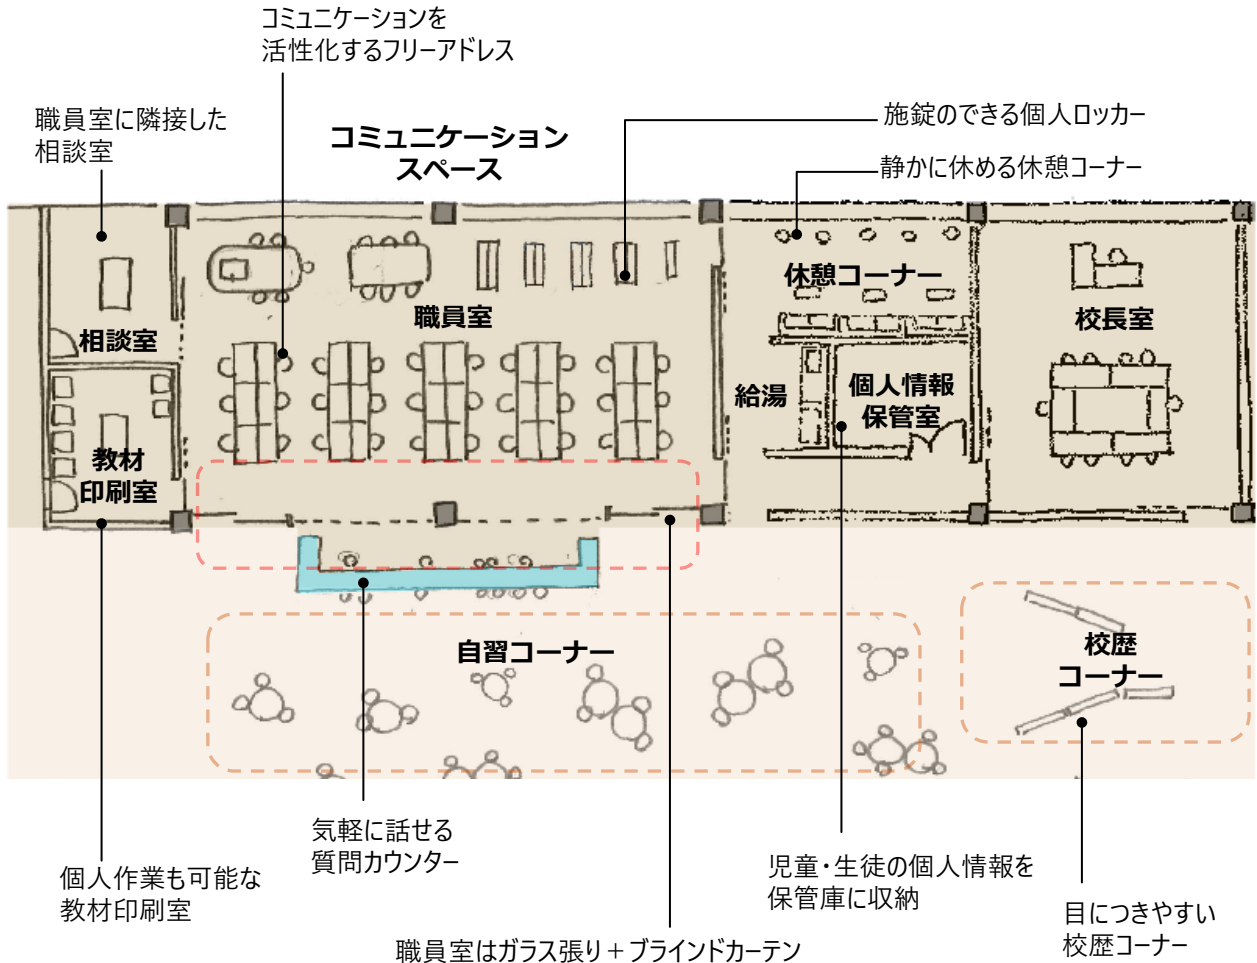 コミュニケーションを
活性化するフリーアドレス
職員室に隣接した
相談室
コミュニケーション
スペース
施錠のできる個人ロッカー
静かに休める休憩コーナー
休憩コーナー
職員室
校長室
相談室
給湯
個人情報
保管室
教材
印刷室
自習コーナー
校歴
コーナー
気軽に話せる
質問カウンター
個人作業も可能な
教材印刷室
児童・生徒の個人情報を
保管庫に収納
目につきやすい
校歴コーナー
職員室はガラス張り＋ブラインドカーテン